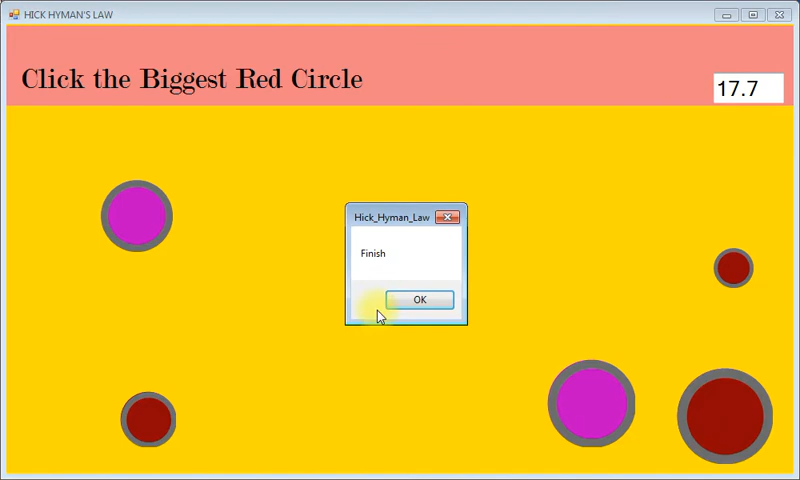 HICK HYMAN'S LAW
Click the Biggest Red Circle
17.7
Hick_Hyman_Law
Finish
OK